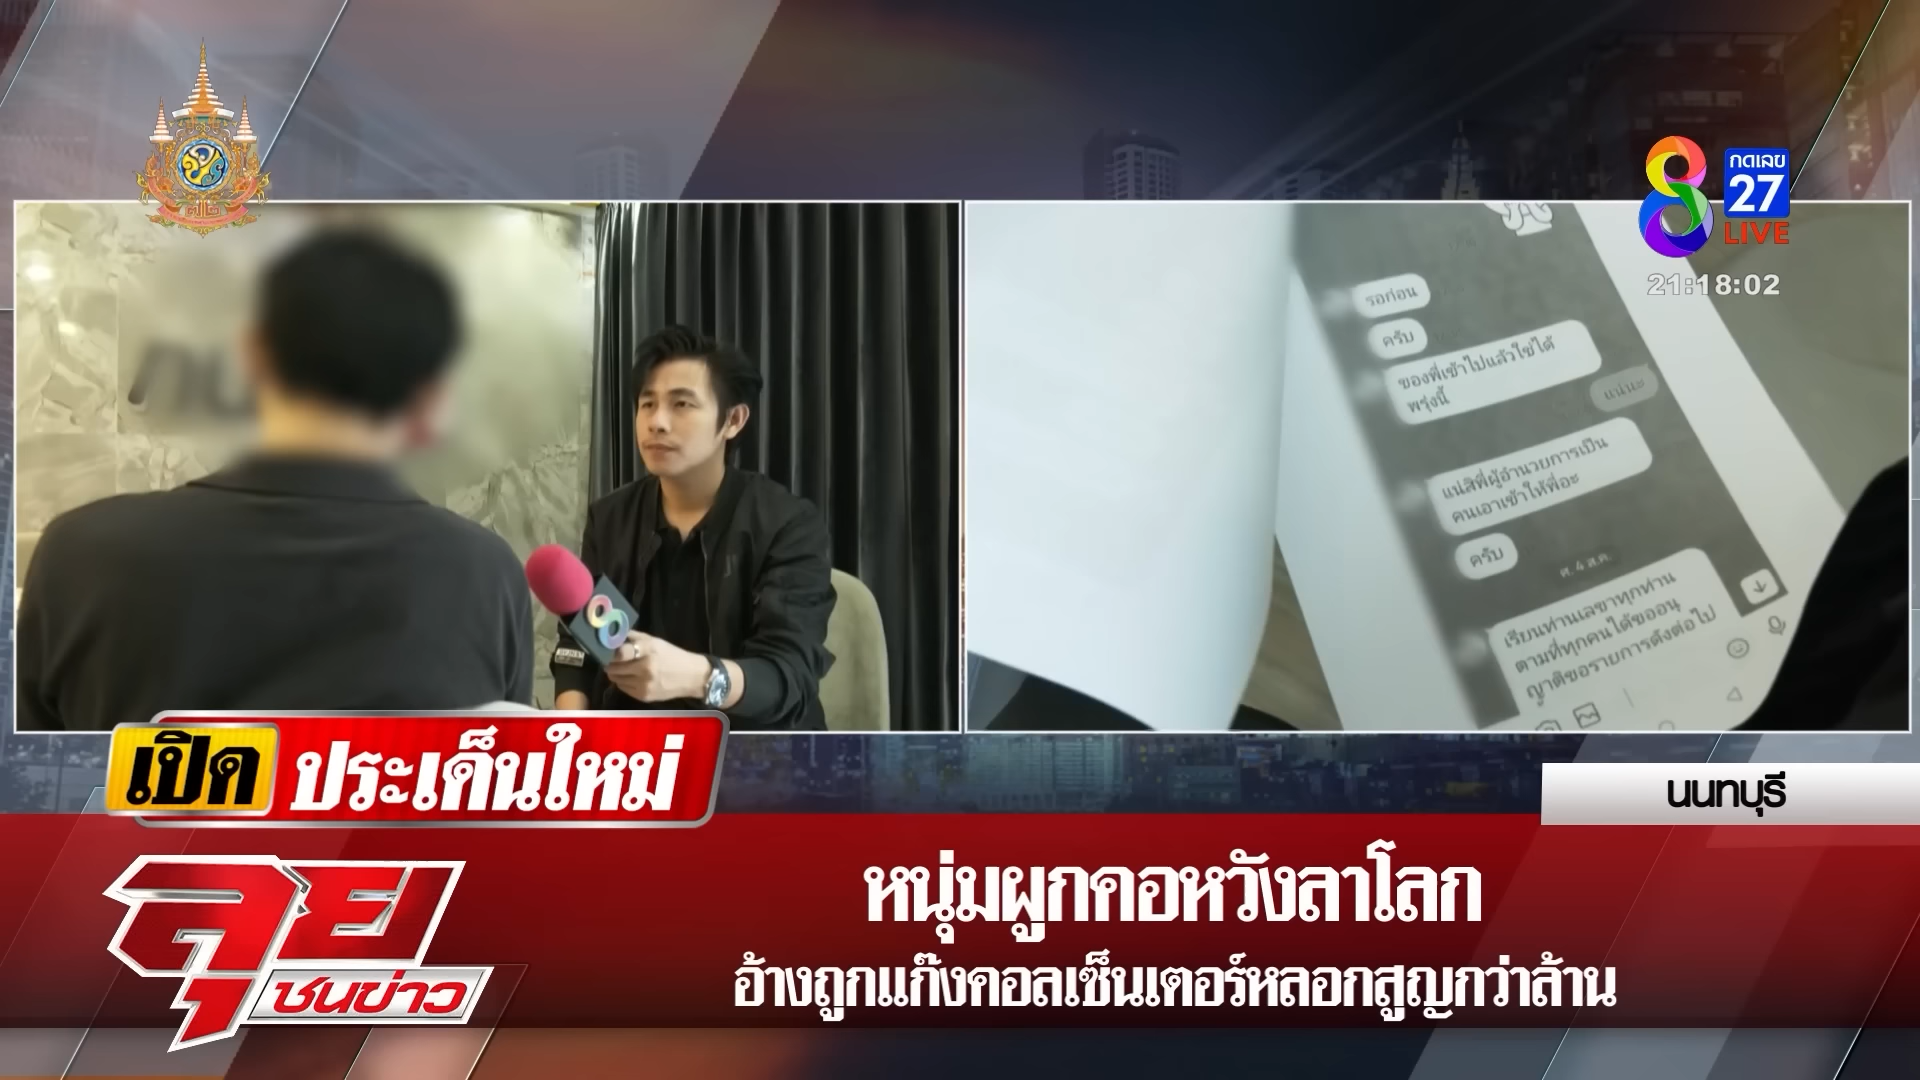 กดเลข
27
LIVE
21:18:02
รอก่อน
ครับ
ของพี่เข้าไปแล้วใช่ได้
พรุ่งนี้
แน่นะ
แน่สิพี่ผู้อำนวยการเป็น
คนเอาเข้าให้พี่อะ
ครับ
ศ. 4 ส.ค.
เรียนท่านเลขาทุกท่าน
ตามที่ทุกคนได้ขออนุ
ญาติขอรายการดังต่อไป
เปิด ประเด็นใหม่
นนทบุรี
ลุย
ชนข่าว
หนุ่มผูกคอหวังลาโลก
อ้างถูกแก๊งคอลเซ็นเตอร์หลอกสูญกว่าล้าน